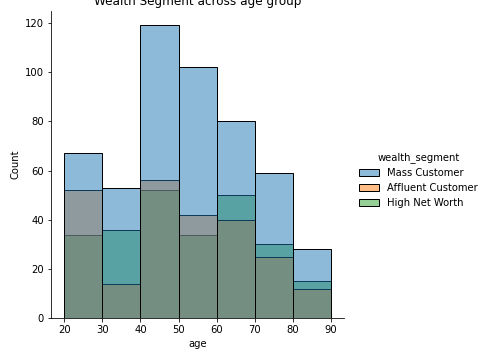 Wealth Segment across age group
120
100
80
60
40
20
0
Count
20 30 40 50 60 70 80 90
age
wealth_segment
Mass Customer
Affluent Customer
High Net Worth